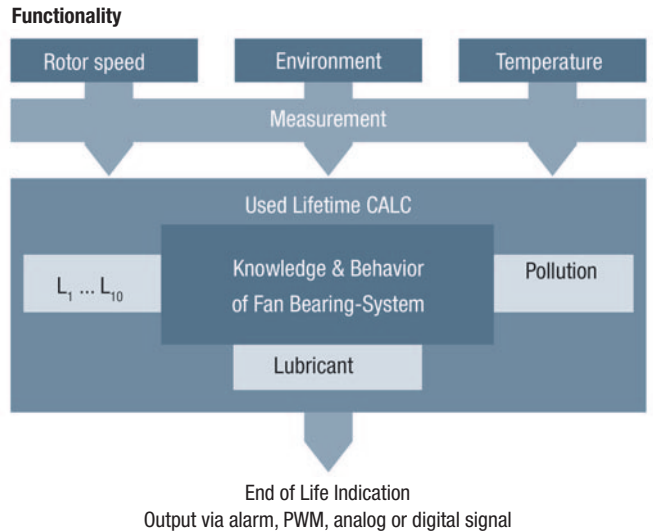 Functionality
Rotor speed
Environment
Temperature
Measurement
Used Lifetime CALC
L₁ ... L₁₀
Knowledge & Behavior
of Fan Bearing-System
Pollution
Lubricant
End of Life Indication
Output via alarm, PWM, analog or digital signal